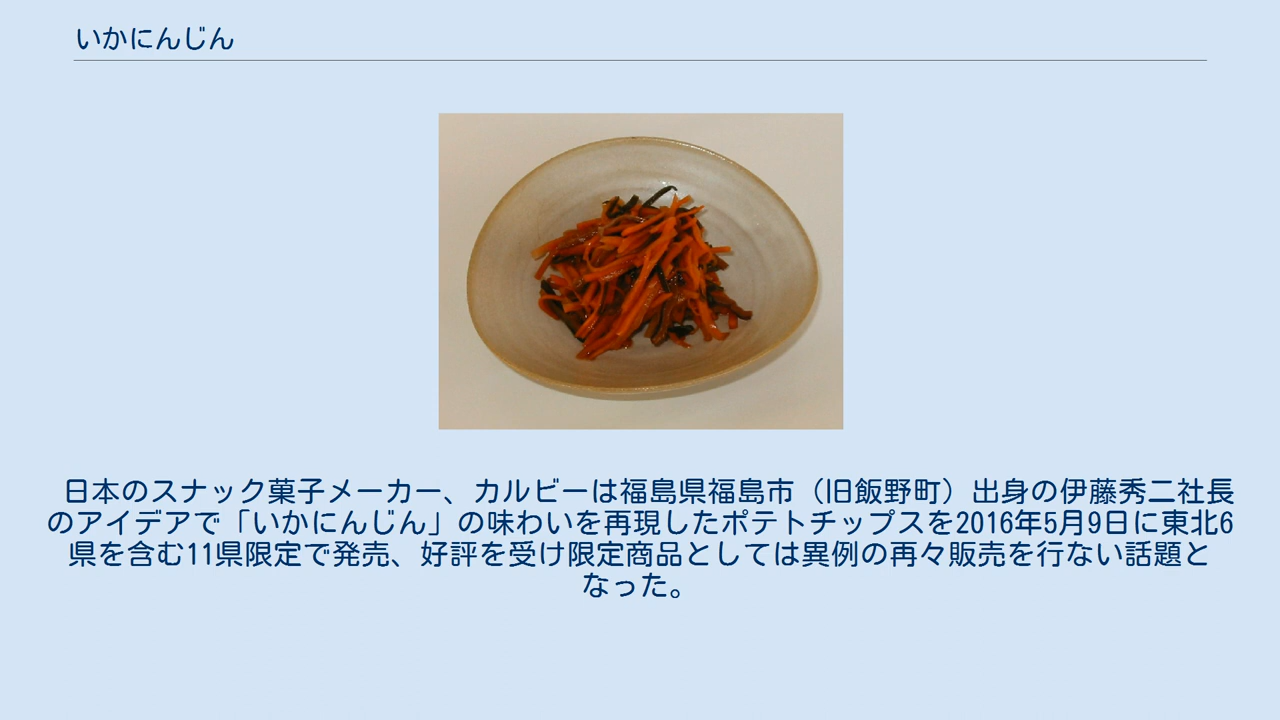 いかにんじん
日本のスナック菓子メーカー、カルビーは福島県福島市（旧飯野町）出身の伊藤秀二社長
のアイデアで「いかにんじん」の味わいを再現したポテトチップスを2016年5月9日に東北6
県を含む11県限定で発売、好評を受け限定商品としては異例の再々販売を行ない話題と
なった。